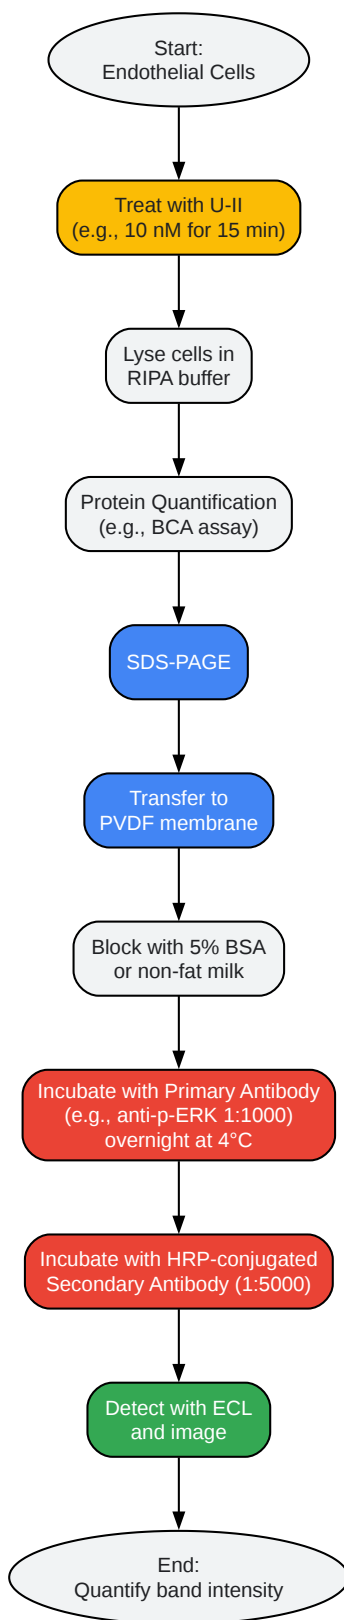 Start:
Endothelial Cells
Treat with U-II
(e.g., 10 nM for 15 min)
Lyse cells in
RIPA buffer
Protein Quantification
(e.g., BCA assay)
SDS-PAGE
Transfer to
PVDF membrane
Block with 5% BSA
or non-fat milk
Incubate with Primary Antibody
(e.g., anti-p-ERK 1:1000)
overnight at 4°C
Incubate with HRP-conjugated
Secondary Antibody (1:5000)
Detect with ECL
and image
End:
Quantify band intensity